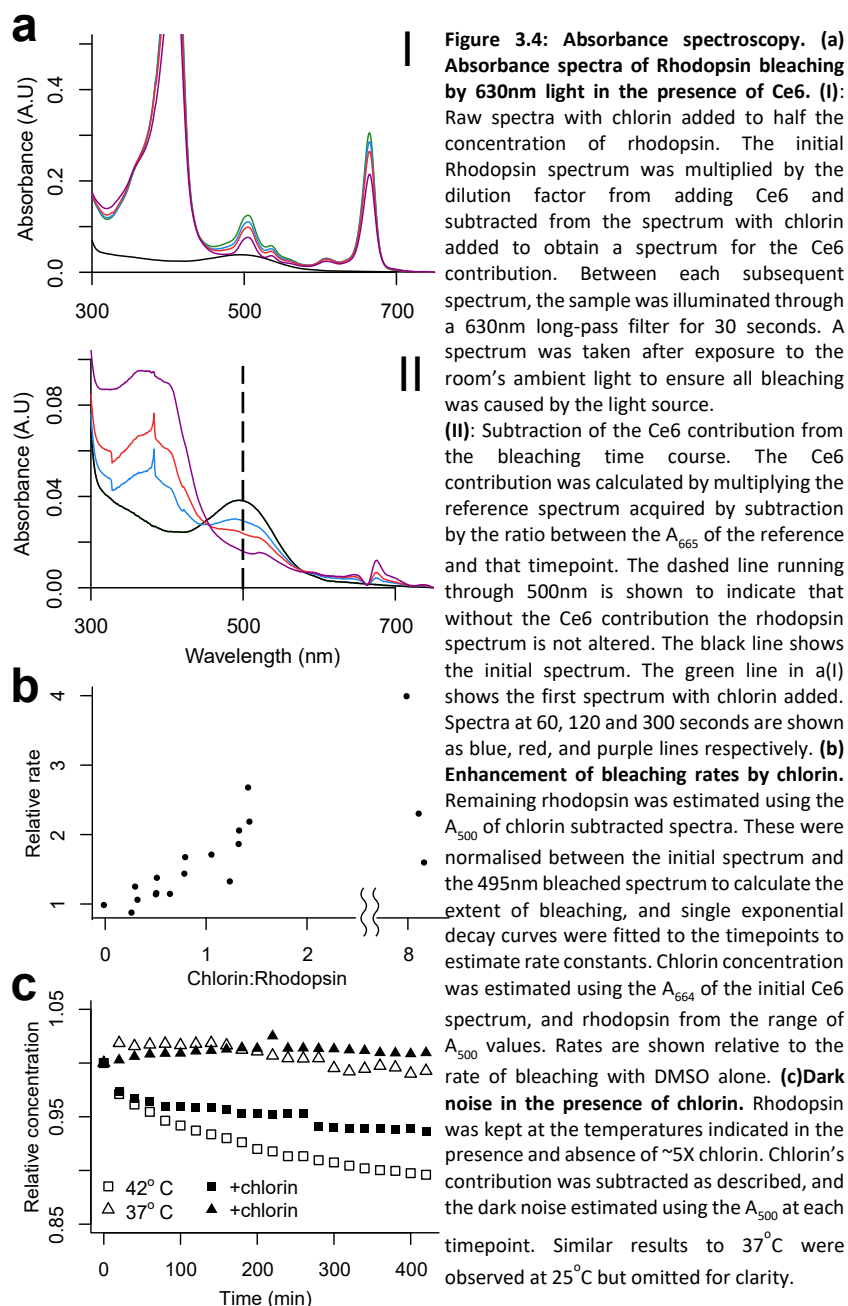 a
I
Absorbance (A.U)
0.4
0.2
0.0
300
500
700
II
Absorbance (A.U)
0.08
0.04
0.00
300
500
700
Wavelength (nm)
b
Relative rate
4
3
2
1
0
1
2
8
Chlorin:Rhodopsin
c
Relative concentration
1.05
0.95
0.85
42° C
+chlorin
37° C
+chlorin
0
100
200
300
400
Time (min)
Figure 3.4: Absorbance spectroscopy. (a)
Absorbance spectra of Rhodopsin bleaching
by 630nm light in the presence of Ce6. (I):
Raw spectra with chlorin added to half the
concentration of rhodopsin. The initial
Rhodopsin spectrum was multiplied by the
dilution factor from adding Ce6 and
subtracted from the spectrum with chlorin
added to obtain a spectrum for the Ce6
contribution. Between each subsequent
spectrum, the sample was illuminated through
a 630nm long-pass filter for 30 seconds. A
spectrum was taken after exposure to the
room's ambient light to ensure all bleaching
was caused by the light source.
(II): Subtraction of the Ce6 contribution from
the bleaching time course. The Ce6
contribution was calculated by multiplying the
reference spectrum acquired by subtraction
by the ratio between the A665 of the reference
and that timepoint. The dashed line running
through 500nm is shown to indicate that
without the Ce6 contribution the rhodopsin
spectrum is not altered. The black line shows
the initial spectrum. The green line in a(I)
shows the first spectrum with chlorin added.
Spectra at 60, 120 and 300 seconds are shown
as blue, red, and purple lines respectively. (b)
Enhancement of bleaching rates by chlorin.
Remaining rhodopsin was estimated using the
A500 of chlorin subtracted spectra. These were
normalised between the initial spectrum and
the 495nm bleached spectrum to calculate the
extent of bleaching, and single exponential
decay curves were fitted to the timepoints to
estimate rate constants. Chlorin concentration
was estimated using the A664 of the initial Ce6
spectrum, and rhodopsin from the range of
A500 values. Rates are shown relative to the
rate of bleaching with DMSO alone. (c)Dark
noise in the presence of chlorin. Rhodopsin
was kept at the temperatures indicated in the
presence and absence of ~5X chlorin. Chlorin's
contribution was subtracted as described, and
the dark noise estimated using the A500 at each
timepoint. Similar results to 37°C were
observed at 25°C but omitted for clarity.